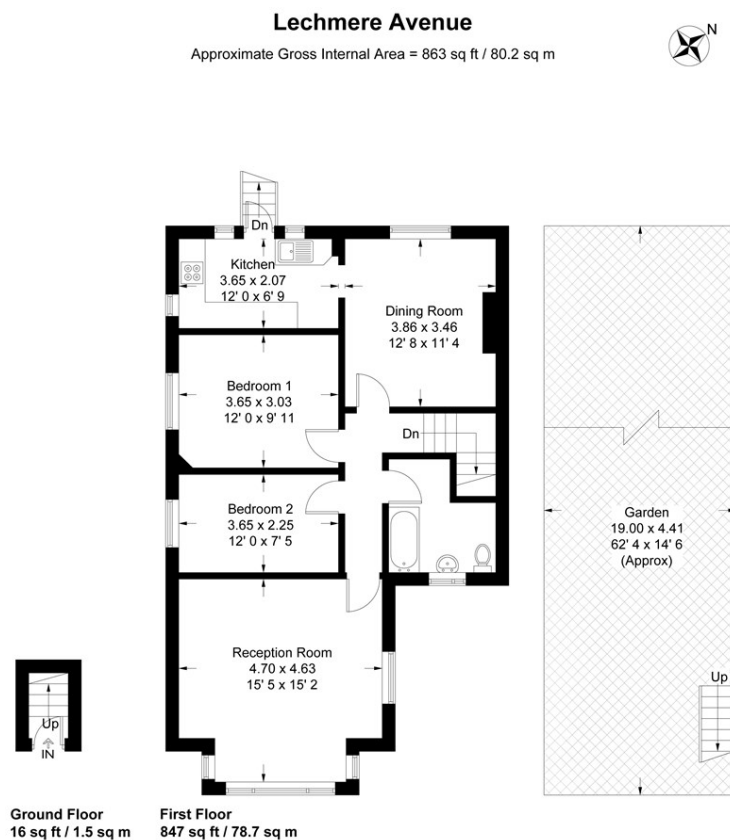 Lechmere Avenue
Approximate Gross Internal Area = 863 sq ft / 80.2 sq m
N
Dn
Kitchen
3.65 x 2.07
12' 0 x 6' 9
Dining Room
3.86 x 3.46
12' 8 x 11' 4
Bedroom 1
3.65 x 3.03
12' 0 x 9' 11
Dn
Bedroom 2
3.65 x 2.25
12' 0 x 7' 5
Garden
19.00 x 4.41
62' 4 x 14' 6
(Approx)
Reception Room
4.70 x 4.63
15' 5 x 15' 2
Up
Up
IN
Ground Floor
16 sq ft / 1.5 sq m
First Floor
847 sq ft / 78.7 sq m